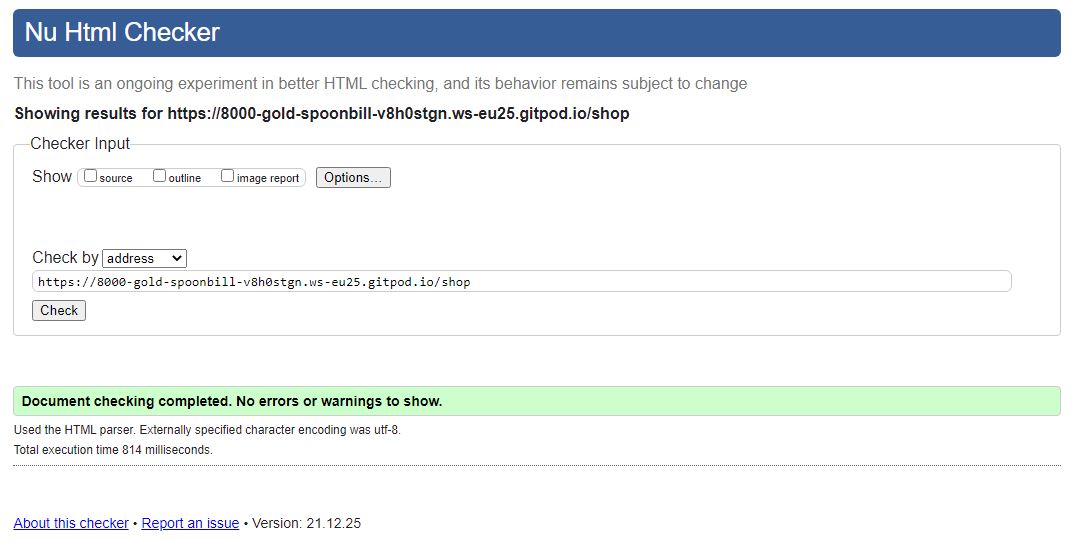 Nu Html Checker
This tool is an ongoing experiment in better HTML checking, and its behavior remains subject to change
Showing results for https://8000-gold-spoonbill-v8h0stgn.ws-eu25.gitpod.io/shop
Checker Input
Show source outline image report Options...
Check by address
https://8000-gold-spoonbill-v8h0stgn.ws-eu25.gitpod.io/shop
Check
Document checking completed. No errors or warnings to show.
Used the HTML parser. Externally specified character encoding was utf-8.
Total execution time 814 milliseconds.
About this checker • Report an issue • Version: 21.12.25